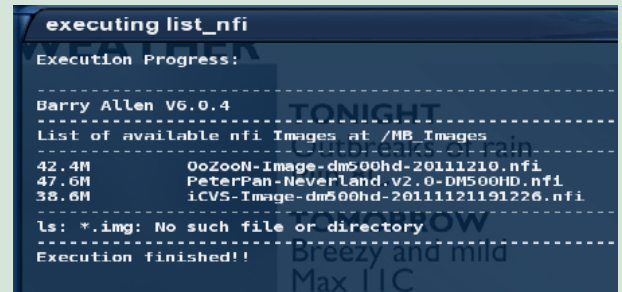 executing list_nfi
WEATHER
Execution Progress:
Barry Allen V6.0.4
TONIGHT
List of available nfi Images at /MB_Images
Outbreaks of rain
42.4M OoZooN-Image-dm500hd-20111210.nfi
47.6M PeterPan-Neverland.v2.0-DM500HD.nfi
38.6M iCVS-Image-dm500hd-20111121191226.nfi
TOMORROW
ls: *.img: No such file or directory
Breezy and mild
Execution finished!!
Max 11C